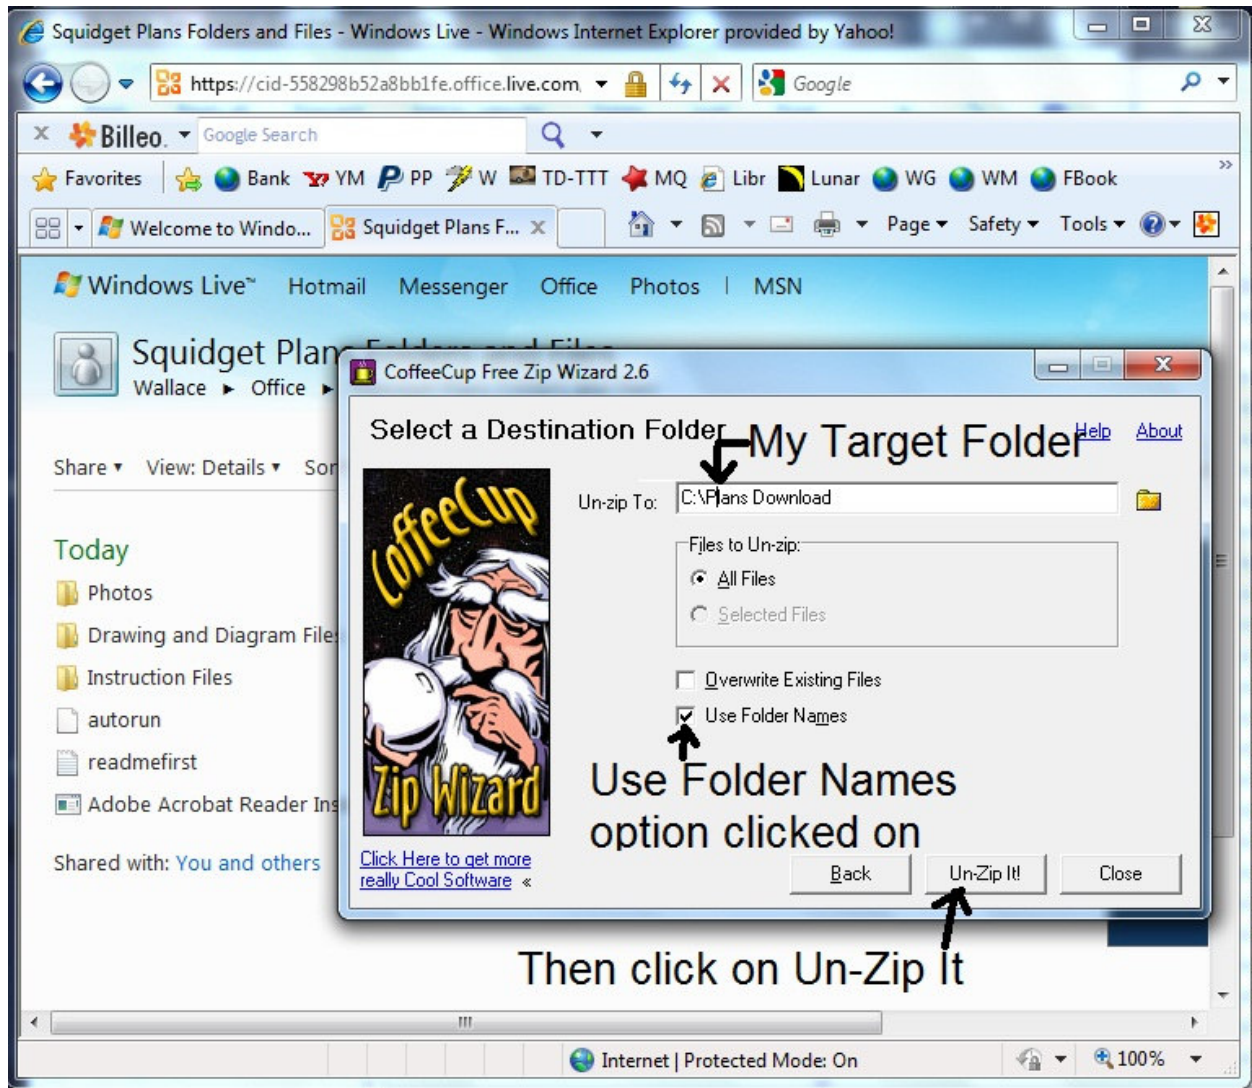 Squidget Plans Folders and Files - Windows Live - Windows Internet Explorer provided by Yahoo!
https://cid-558298b52a8bb1fe.office.live.com,
Google
Billeo.
Google Search
Favorites Bank YM PP W TD-TTT MQ Libr Lunar WG WM FBook
Welcome to Windo... Squidget Plans F... Page Safety Tools
Windows Live™ Hotmail Messenger Office Photos | MSN
Squidget Plans Folders and Files
Wallace ► Office ►
Share View: Details Sor
Today
Photos
Drawing and Diagram File
Instruction Files
autorun
readmefirst
Adobe Acrobat Reader Ins
Shared with: You and others
CoffeeCup Free Zip Wizard 2.6
Select a Destination Folder
My Target Folder
Help About
CoffeeCup
Zip Wizard
Un-zip To: C:\Plans Download
Files to Un-zip:
All Files
Selected Files
Overwrite Existing Files
Use Folder Names
Use Folder Names
option clicked on
Click Here to get more
really Cool Software «
Back Un-Zip It! Close
Then click on Un-Zip It
Internet | Protected Mode: On 100%